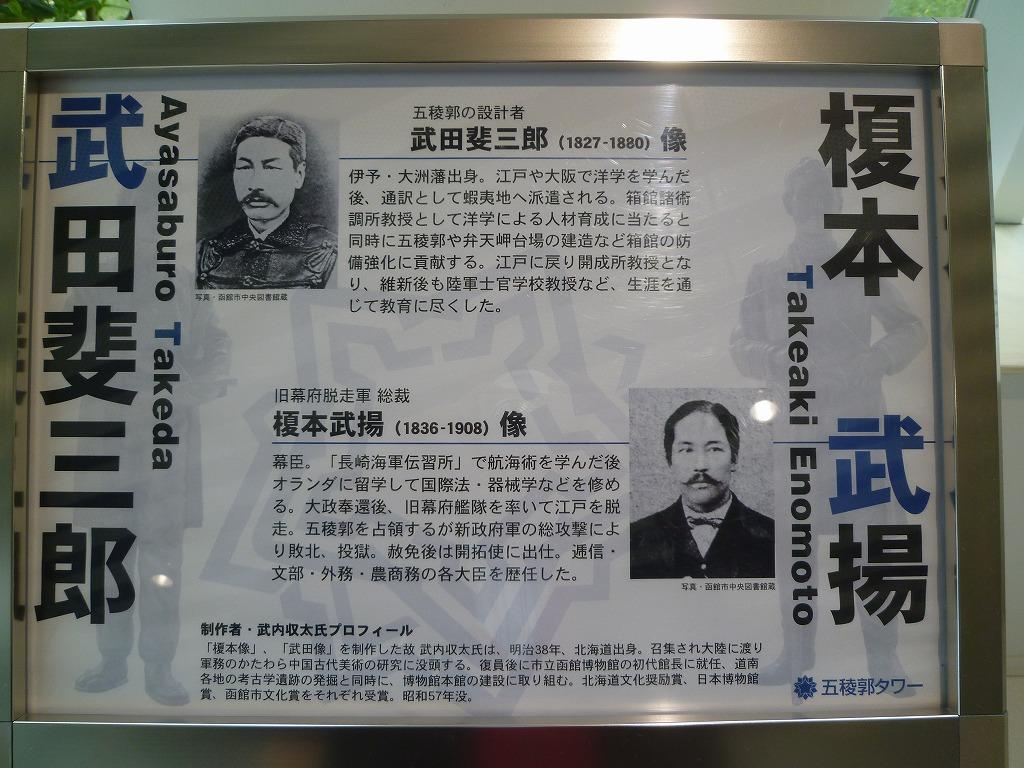 武田斐三郎
Ayasaburo Takeda
五稜郭の設計者
武田斐三郎（1827-1880）像
伊予・大洲藩出身。江戸や大阪で洋学を学んだ
後、通訳として蝦夷地へ派遣される。箱館諸術
調所教授として洋学による人材育成に当たると
同時に五稜郭や弁天岬台場の建造など箱館の防
備強化に貢献する。江戸に戻り開成所教授とな
り、維新後も陸軍士官学校教授など、生涯を通
じて教育に尽くした。
写真・函館市中央図書館蔵
榎本 武揚
Takeaki Enomoto
旧幕府脱走軍 総裁
榎本武揚（1836-1908）像
幕臣。「長崎海軍伝習所」で航海術を学んだ後
オランダに留学して国際法・器械学などを修め
る。大政奉還後、旧幕府艦隊を率いて江戸を脱
走。五稜郭を占領するが新政府軍の総攻撃によ
り敗北、投獄。赦免後は開拓使に出仕。逓信・
文部・外務・農商務の各大臣を歴任した。
写真・函館市中央図書館蔵
制作者・武内収太氏プロフィール
「榎本像」、「武田像」を制作した故 武内収太氏は、明治38年、北海道出身。召集され大陸に渡り
軍務のかたわら中国古代美術の研究に没頭する。復員後に市立函館博物館の初代館長に就任、道南
各地の考古学遺跡の発掘と同時に、博物館本館の建設に取り組む。北海道文化奨励賞、日本博物館
賞、函館市文化賞をそれぞれ受賞。昭和57年没。
五稜郭タワー